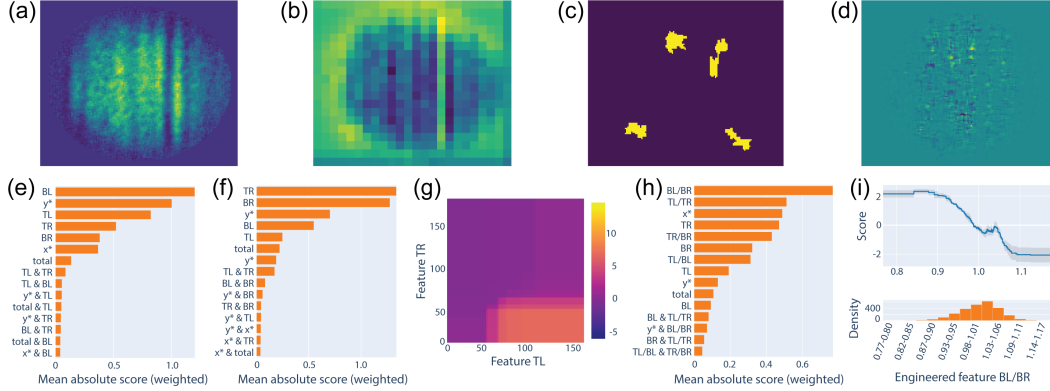 (a)
(b)
(c)
(d)
(e)
BL
y*
TL
TR
BR
x*
total
TL & TR
TL & BL
y* & TL
total & TL
y* & TR
BL & TR
total & BL
x* & BL
0
0.5
1.0
Mean absolute score (weighted)
(f)
TR
BR
y*
BL
TL
total
y*
TL & TR
BL & BR
y* & BR
TR & BR
y* & x*
x* & TR
x* & total
0
0.5
1.0
Mean absolute score (weighted)
(g)
Feature TR
150
100
50
0
0
50
100
150
Feature TL
10
5
0
-5
(h)
BL/BR
TL/TR
x*
TR
TR/BR
BR
TL/BL
TL
y*
total
BL
BL & TL/TR
y* & BL/BR
BR & TL/TR
TL/BL & TR/BR
0
0.2
0.4
0.6
Mean absolute score (weighted)
(i)
Score
2
0
-2
0.8
0.9
1.0
1.1
Density
400
0
0.77-0.80
0.82-0.85
0.87-0.90
0.93-0.95
0.98-1.01
1.03-1.06
1.09-1.11
1.14-1.17
Engineered feature BL/BR